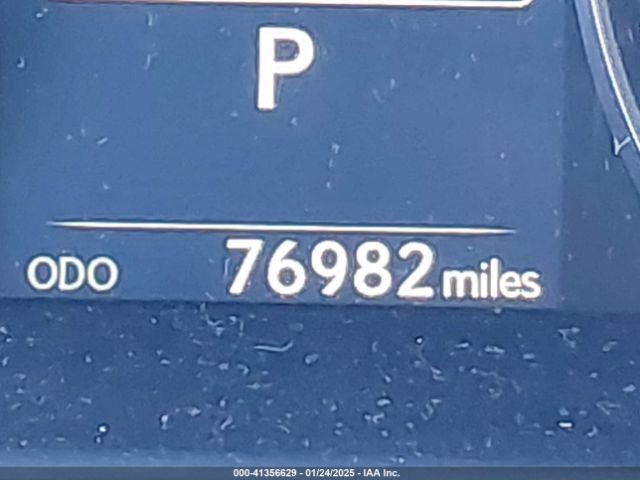 P
ODO 76982 miles
000-41356629 - 01/24/2025 - IAA Inc.